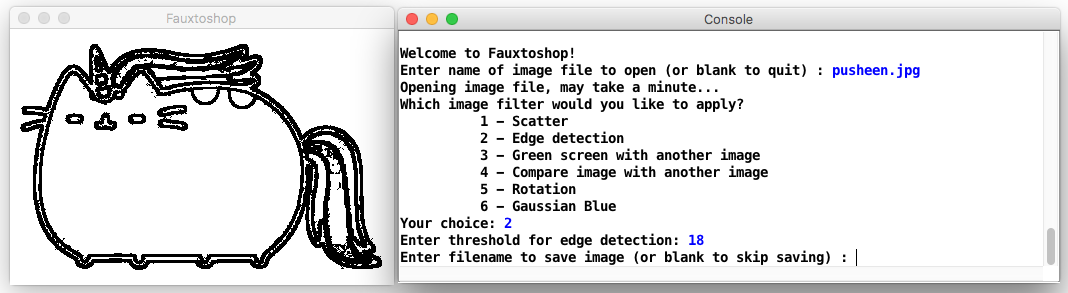 Fauxtoshop
Console
Welcome to Fauxtoshop!
Enter name of image file to open (or blank to quit) : pusheen.jpg
Opening image file, may take a minute...
Which image filter would you like to apply?
1 – Scatter
2 – Edge detection
3 – Green screen with another image
4 – Compare image with another image
5 – Rotation
6 – Gaussian Blue
Your choice: 2
Enter threshold for edge detection: 18
Enter filename to save image (or blank to skip saving) :